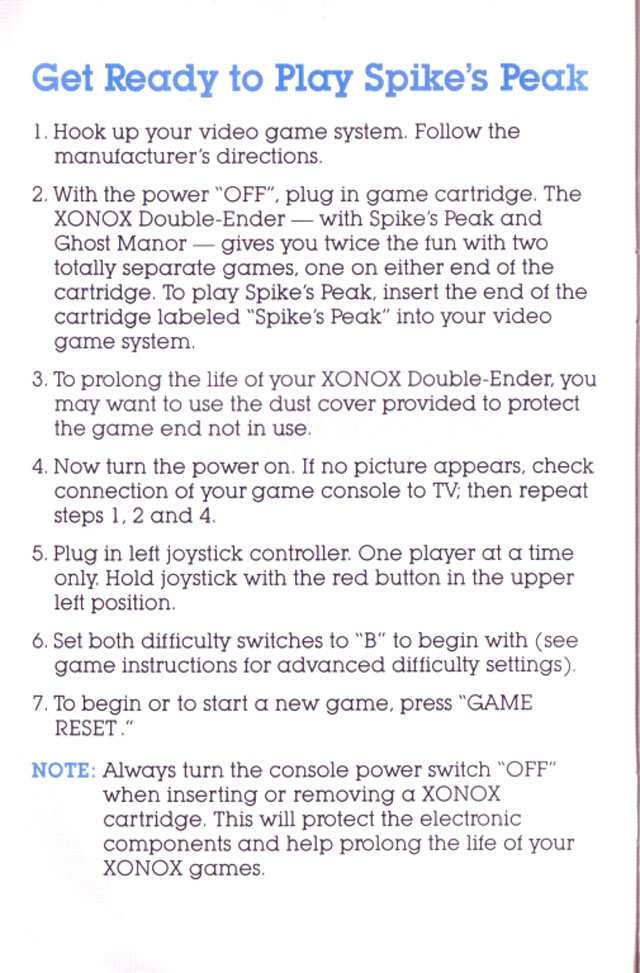 Get Ready to Play Spike's Peak
1. Hook up your video game system. Follow the
manufacturer's directions.
2. With the power "OFF", plug in game cartridge. The
XONOX Double-Ender — with Spike's Peak and
Ghost Manor — gives you twice the fun with two
totally separate games, one on either end of the
cartridge. To play Spike's Peak, insert the end of the
cartridge labeled "Spike's Peak" into your video
game system.
3. To prolong the life of your XONOX Double-Ender, you
may want to use the dust cover provided to protect
the game end not in use.
4. Now turn the power on. If no picture appears, check
connection of your game console to TV; then repeat
steps 1, 2 and 4.
5. Plug in left joystick controller. One player at a time
only. Hold joystick with the red button in the upper
left position.
6. Set both difficulty switches to "B" to begin with (see
game instructions for advanced difficulty settings).
7. To begin or to start a new game, press "GAME
RESET."
NOTE: Always turn the console power switch "OFF"
when inserting or removing a XONOX
cartridge. This will protect the electronic
components and help prolong the life of your
XONOX games.